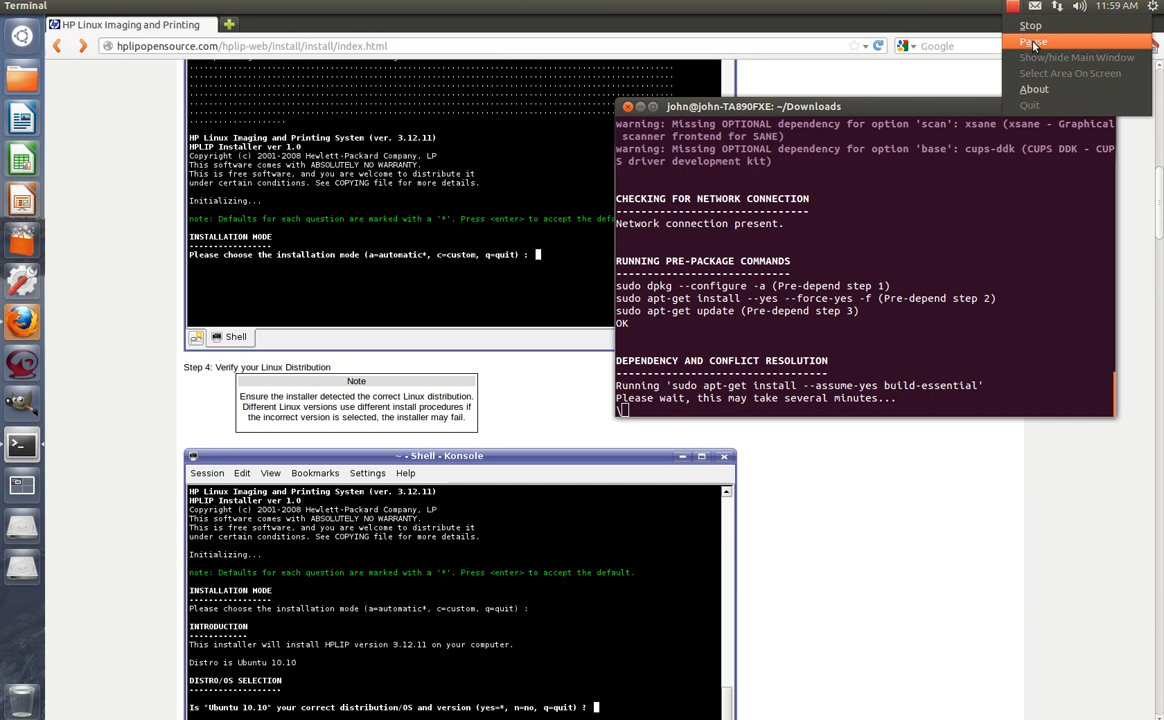 Terminal
11:59 AM
HP Linux Imaging and Printing
hplipopensource.com/hplip-web/install/install/index.html
Google
Stop
Pause
Show/hide Main Window
Select Area On Screen
About
Quit
HP Linux Imaging and Printing System (ver. 3.12.11)
HPLIP Installer ver 1.0
Copyright (c) 2001-2008 Hewlett-Packard Company, LP
This software comes with ABSOLUTELY NO WARRANTY.
This is free software, and you are welcome to distribute it
under certain conditions. See COPYING file for more details.
Initializing...
note: Defaults for each question are marked with a '*'. Press <enter> to accept the defa
INSTALLATION MODE
-----------------
Please choose the installation mode (a=automatic*, c=custom, q=quit) :
Shell
john@john-TA890FXE: ~/Downloads
warning: Missing OPTIONAL dependency for option 'scan': xsane (xsane - Graphical
 scanner frontend for SANE)
warning: Missing OPTIONAL dependency for option 'base': cups-ddk (CUPS DDK - CUP
S driver development kit)
CHECKING FOR NETWORK CONNECTION
-------------------------------
Network connection present.
RUNNING PRE-PACKAGE COMMANDS
----------------------------
sudo dpkg --configure -a (Pre-depend step 1)
sudo apt-get install --yes --force-yes -f (Pre-depend step 2)
sudo apt-get update (Pre-depend step 3)
OK
DEPENDENCY AND CONFLICT RESOLUTION
----------------------------------
Running 'sudo apt-get install --assume-yes build-essential'
Please wait, this may take several minutes...
\
Step 4: Verify your Linux Distribution
Note
Ensure the installer detected the correct Linux distribution.
Different Linux versions use different install procedures if
the incorrect version is selected, the installer may fail.
~ - Shell - Konsole
Session Edit View Bookmarks Settings Help
HP Linux Imaging and Printing System (ver. 3.12.11)
HPLIP Installer ver 1.0
Copyright (c) 2001-2008 Hewlett-Packard Company, LP
This software comes with ABSOLUTELY NO WARRANTY.
This is free software, and you are welcome to distribute it
under certain conditions. See COPYING file for more details.
Initializing...
note: Defaults for each question are marked with a '*'. Press <enter> to accept the default.
INSTALLATION MODE
-----------------
Please choose the installation mode (a=automatic*, c=custom, q=quit) :
INTRODUCTION
------------
This installer will install HPLIP version 3.12.11 on your computer.
Distro is Ubuntu 10.10
DISTRO/OS SELECTION
-------------------
Is "Ubuntu 10.10" your correct distribution/OS and version (yes=*, n=no, q=quit) ?